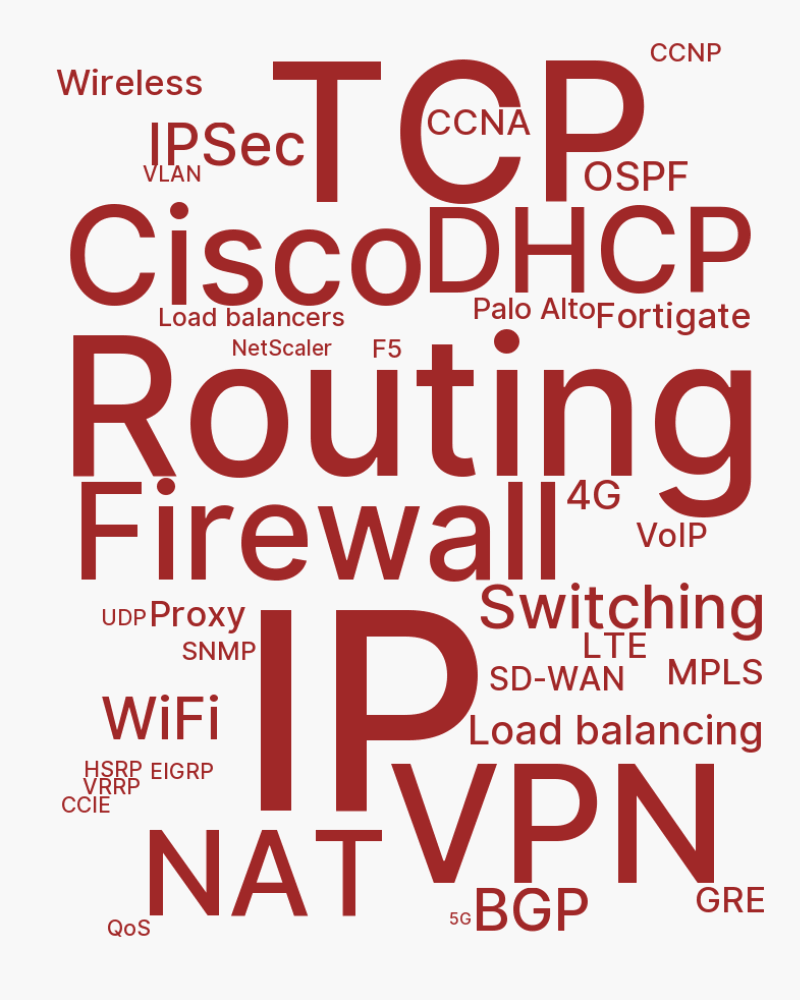 CCNP
Wireless
TCP
CCNA
IPSec
VLAN
OSPF
Cisco
DHCP
Load balancers
Palo Alto
Fortigate
NetScaler
F5
Routing
Firewall
4G
VoIP
UDP
Proxy
Switching
SNMP
IP
LTE
SD-WAN
MPLS
WiFi
Load balancing
HSRP
EIGRP
VRRP
CCIE
VPN
NAT
5G
BGP
GRE
QoS